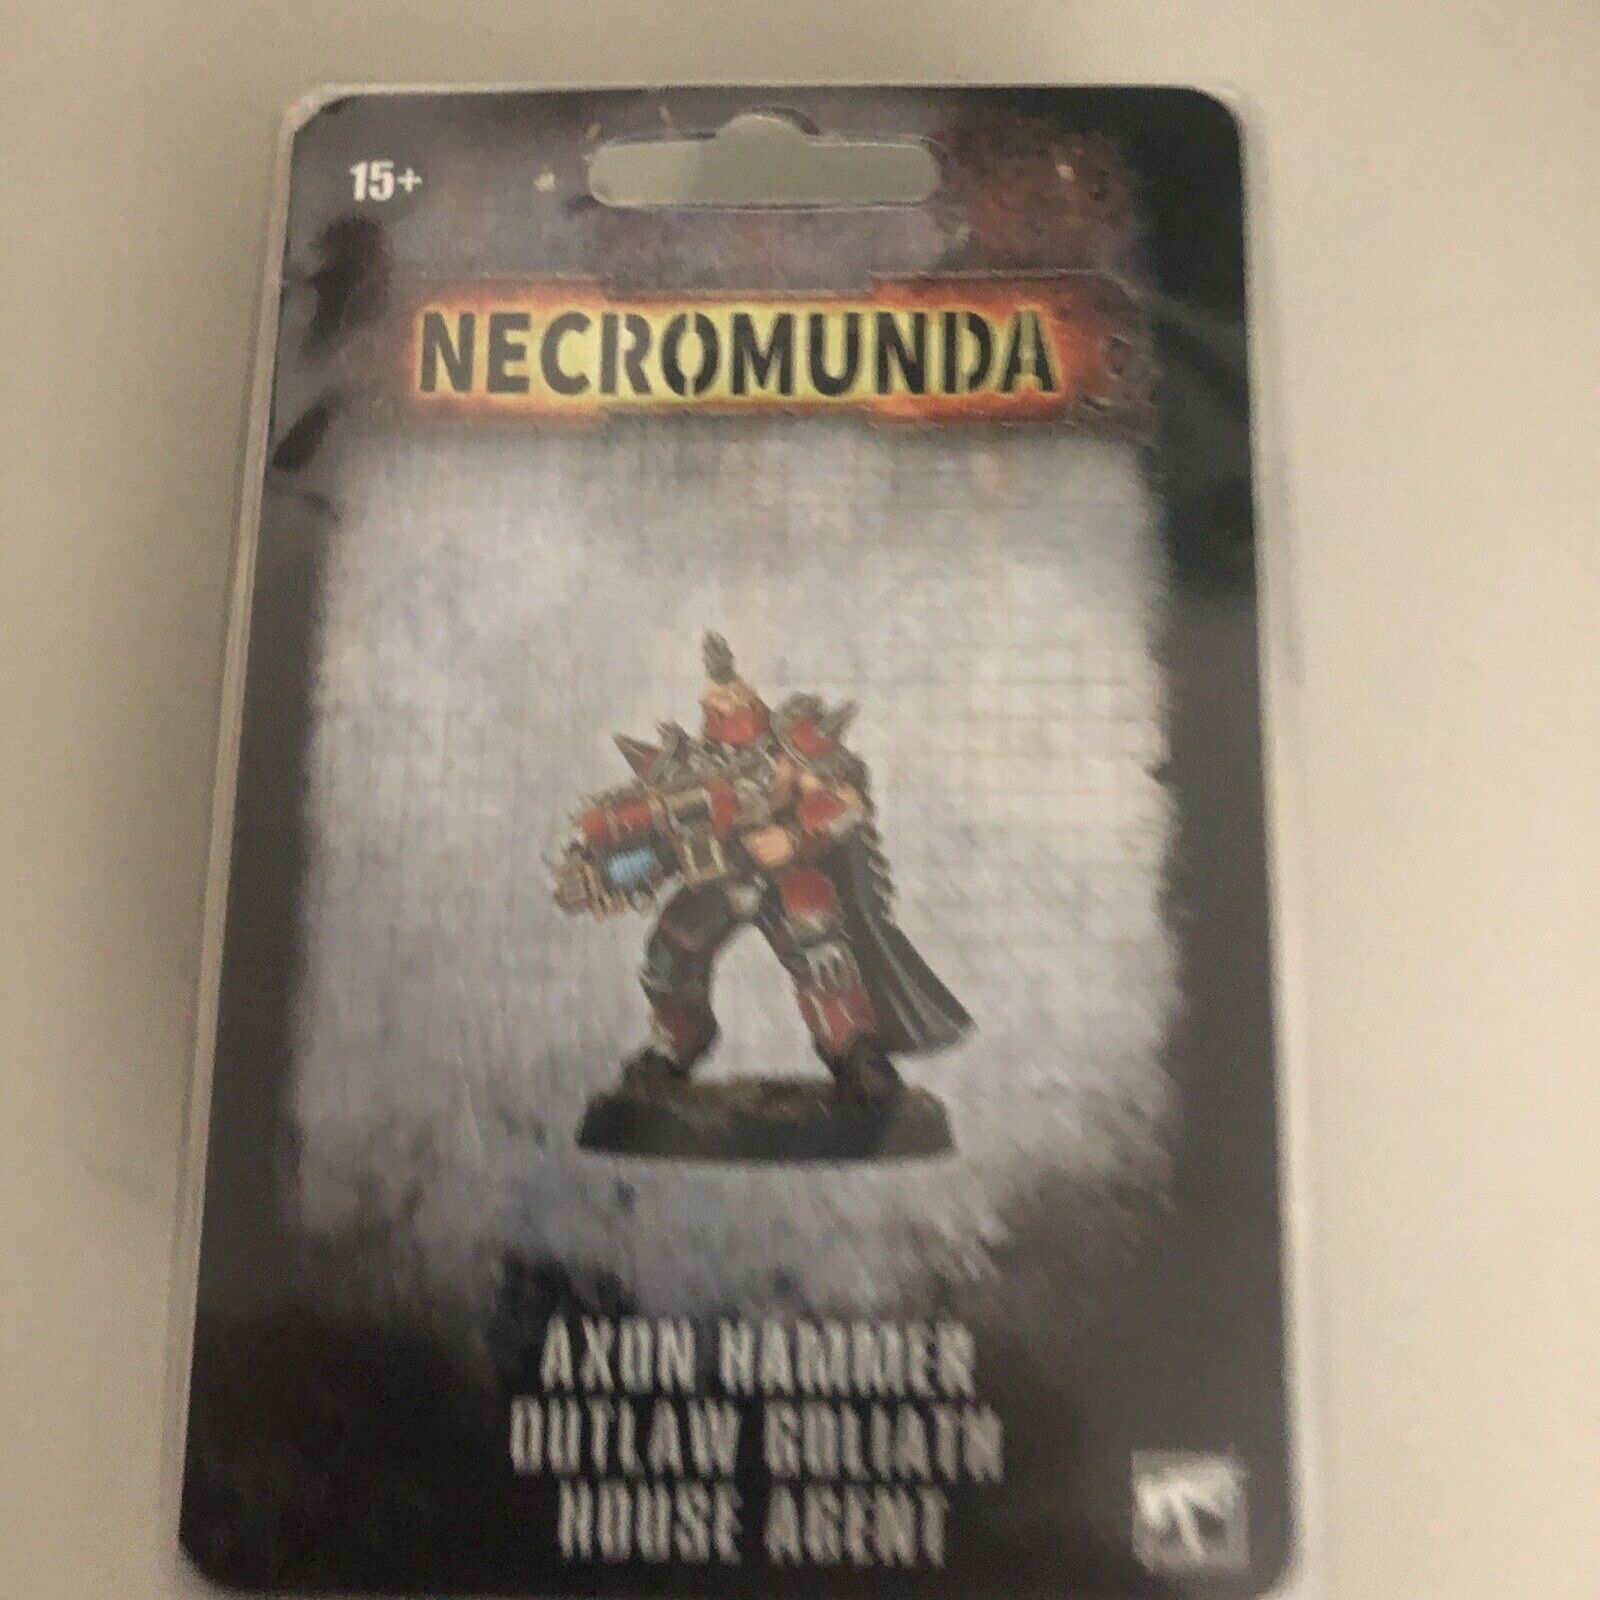 15+
NECROMUNDA
AXON HAMMER
OUTLAW GOLIATH
HOUSE AGENT